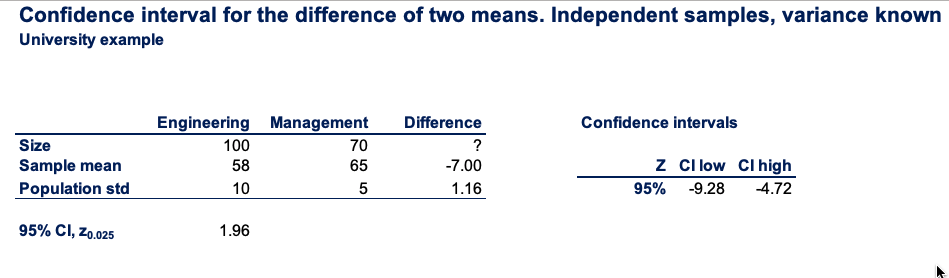 Confidence interval for the difference of two means. Independent samples, variance known
University example
Engineering Management Difference
Size 100 70 ?
Sample mean 58 65 -7.00
Population std 10 5 1.16
95% CI, z0.025 1.96
Confidence intervals
Z CI low CI high
95% -9.28 -4.72